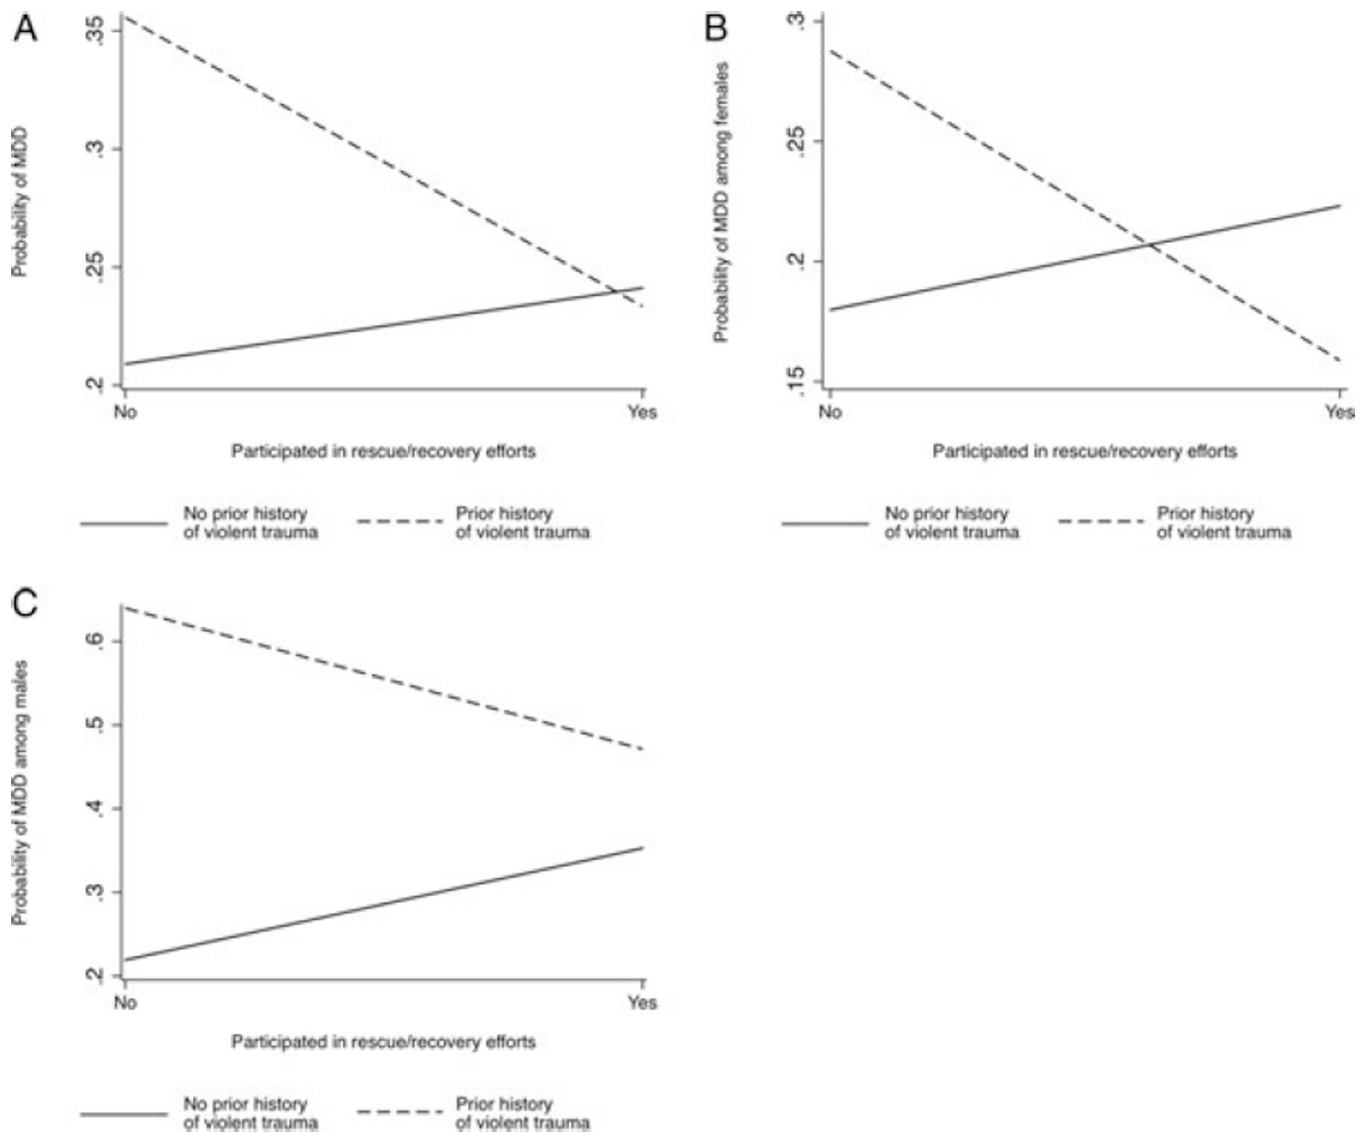 A
Probability of MDD
.35
.3
.25
.2
No
Yes
Participated in rescue/recovery efforts
No prior history
of violent trauma
Prior history
of violent trauma
B
Probability of MDD among females
.3
.25
.2
.15
No
Yes
Participated in rescue/recovery efforts
No prior history
of violent trauma
Prior history
of violent trauma
C
Probability of MDD among males
.6
.5
.4
.3
.2
No
Yes
Participated in rescue/recovery efforts
No prior history
of violent trauma
Prior history
of violent trauma